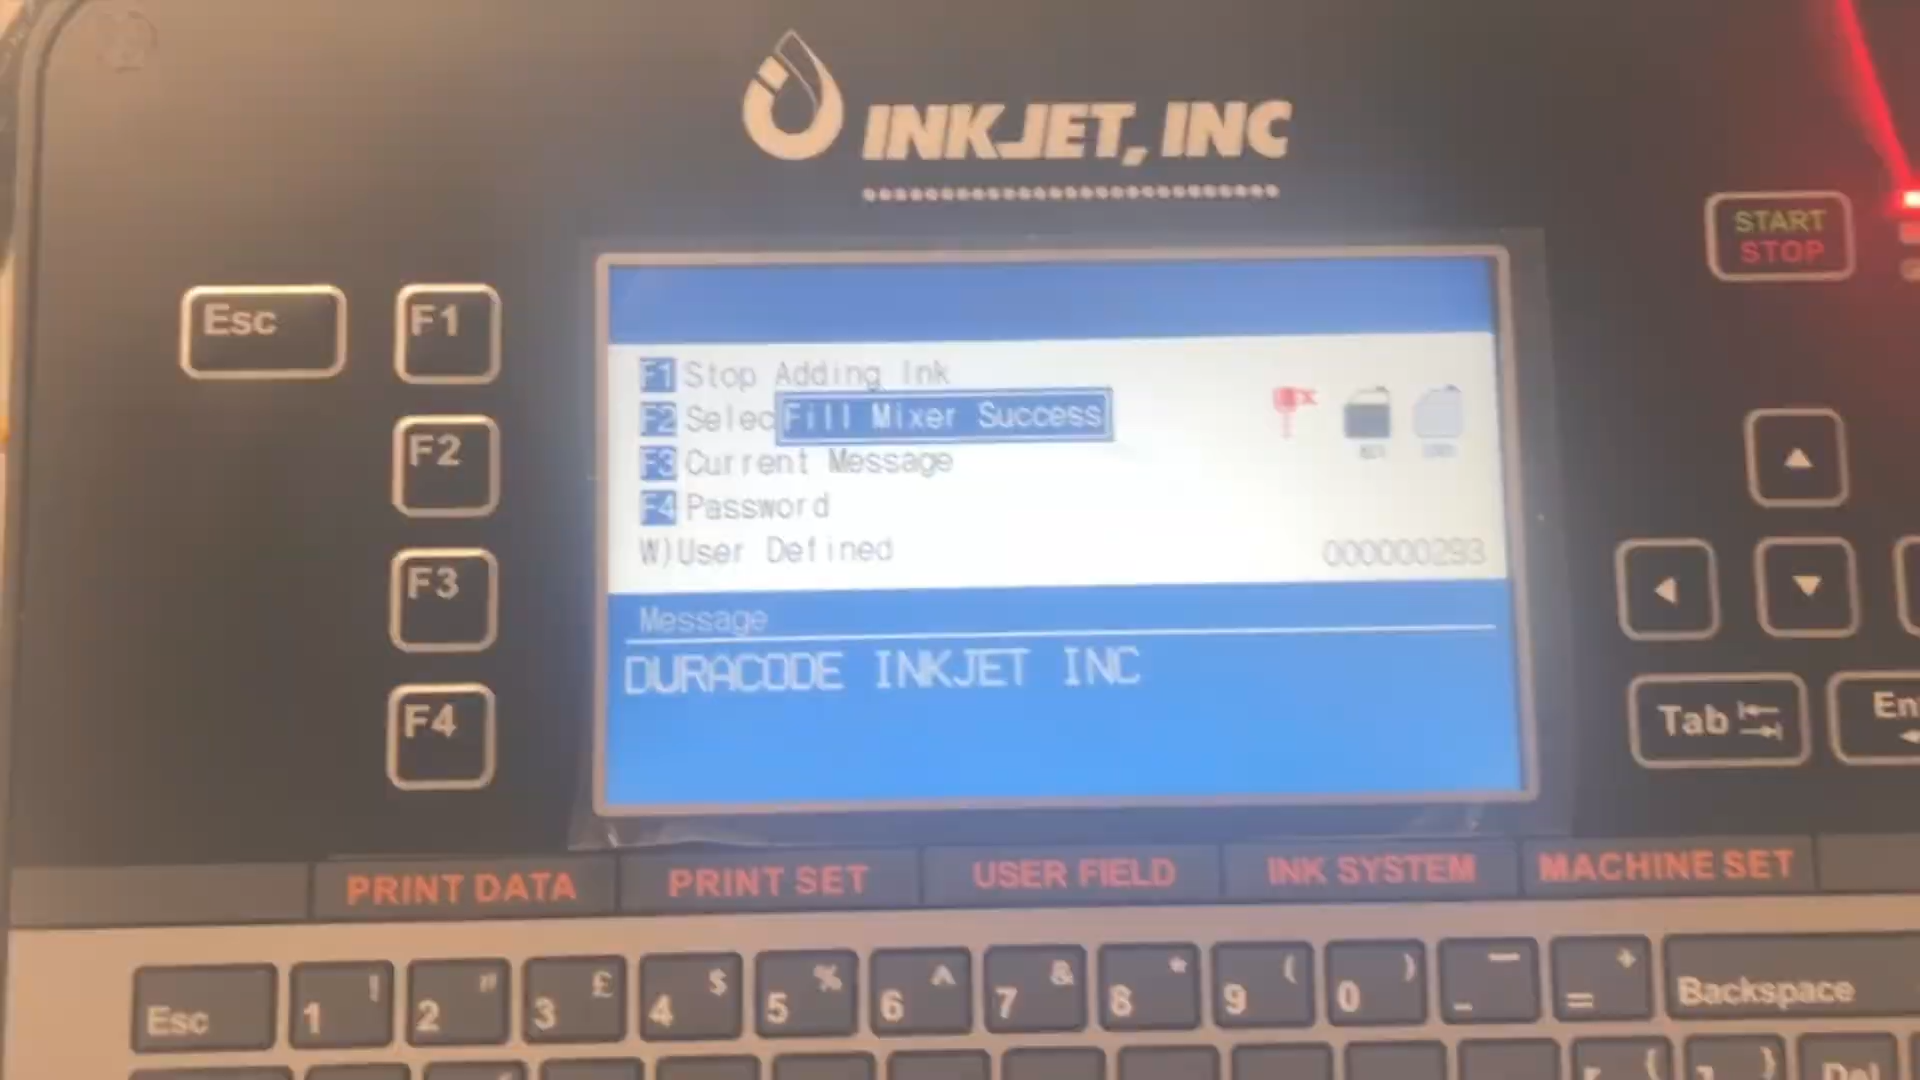 INKJET, INC
START
STOP
Esc
F1
F2
F3
F4
F1 Stop Adding Ink
F2 Selec
Fill Mixer Success
F3 Current Message
F4 Password
W)User Defined
000000293
Message
DURACODE INKJET INC
Tab
En
PRINT DATA
PRINT SET
USER FIELD
INK SYSTEM
MACHINE SET
Esc 1 ! 2 " 3 £ 4 $ 5 % 6 ^ 7 & 8 * 9 ( 0 ) - _ = + Backspace
[ { ] } Del